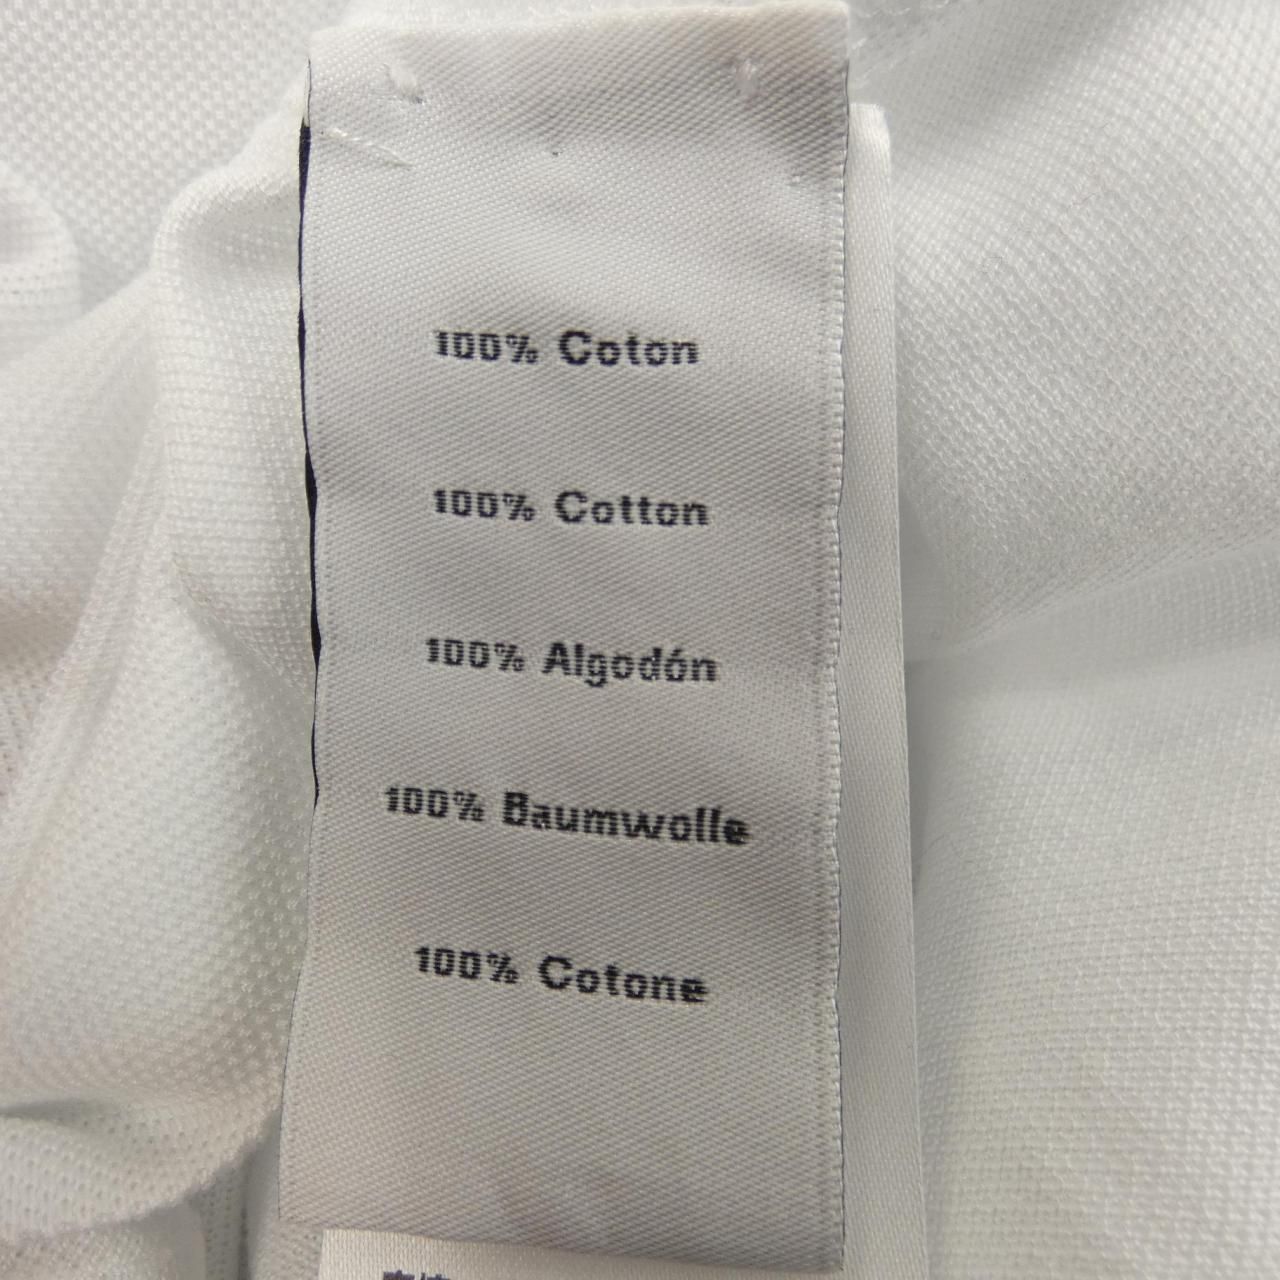 100% Coton
100% Cotton
100% Algodón
100% Baumwolle
100% Cotone